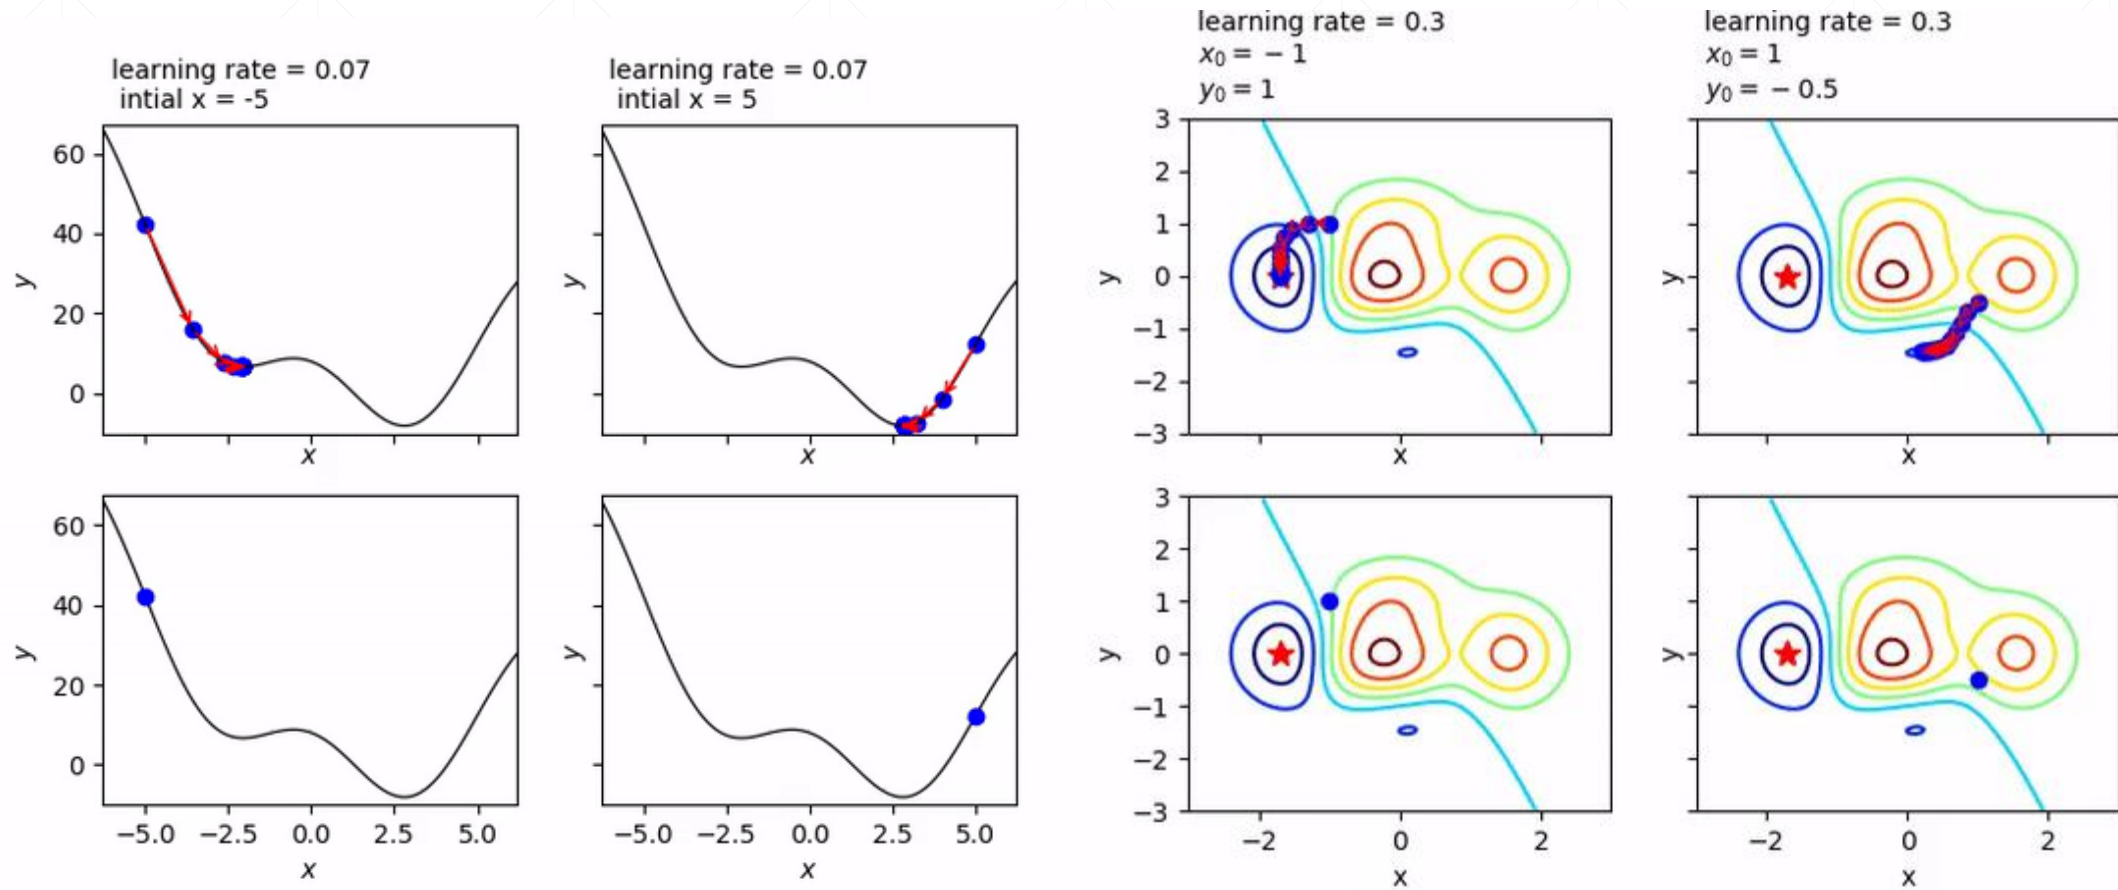 learning rate = 0.07
intial x = -5
60
40
20
0
y
x
learning rate = 0.07
intial x = 5
y
x
learning rate = 0.3
x₀ = − 1
y₀ = 1
3
2
1
0
−1
−2
−3
y
x
learning rate = 0.3
x₀ = 1
y₀ = − 0.5
y
x
60
40
20
0
y
−5.0 −2.5 0.0 2.5 5.0
x
y
−5.0 −2.5 0.0 2.5 5.0
x
3
2
1
0
−1
−2
−3
y
−2 0 2
x
y
−2 0 2
x